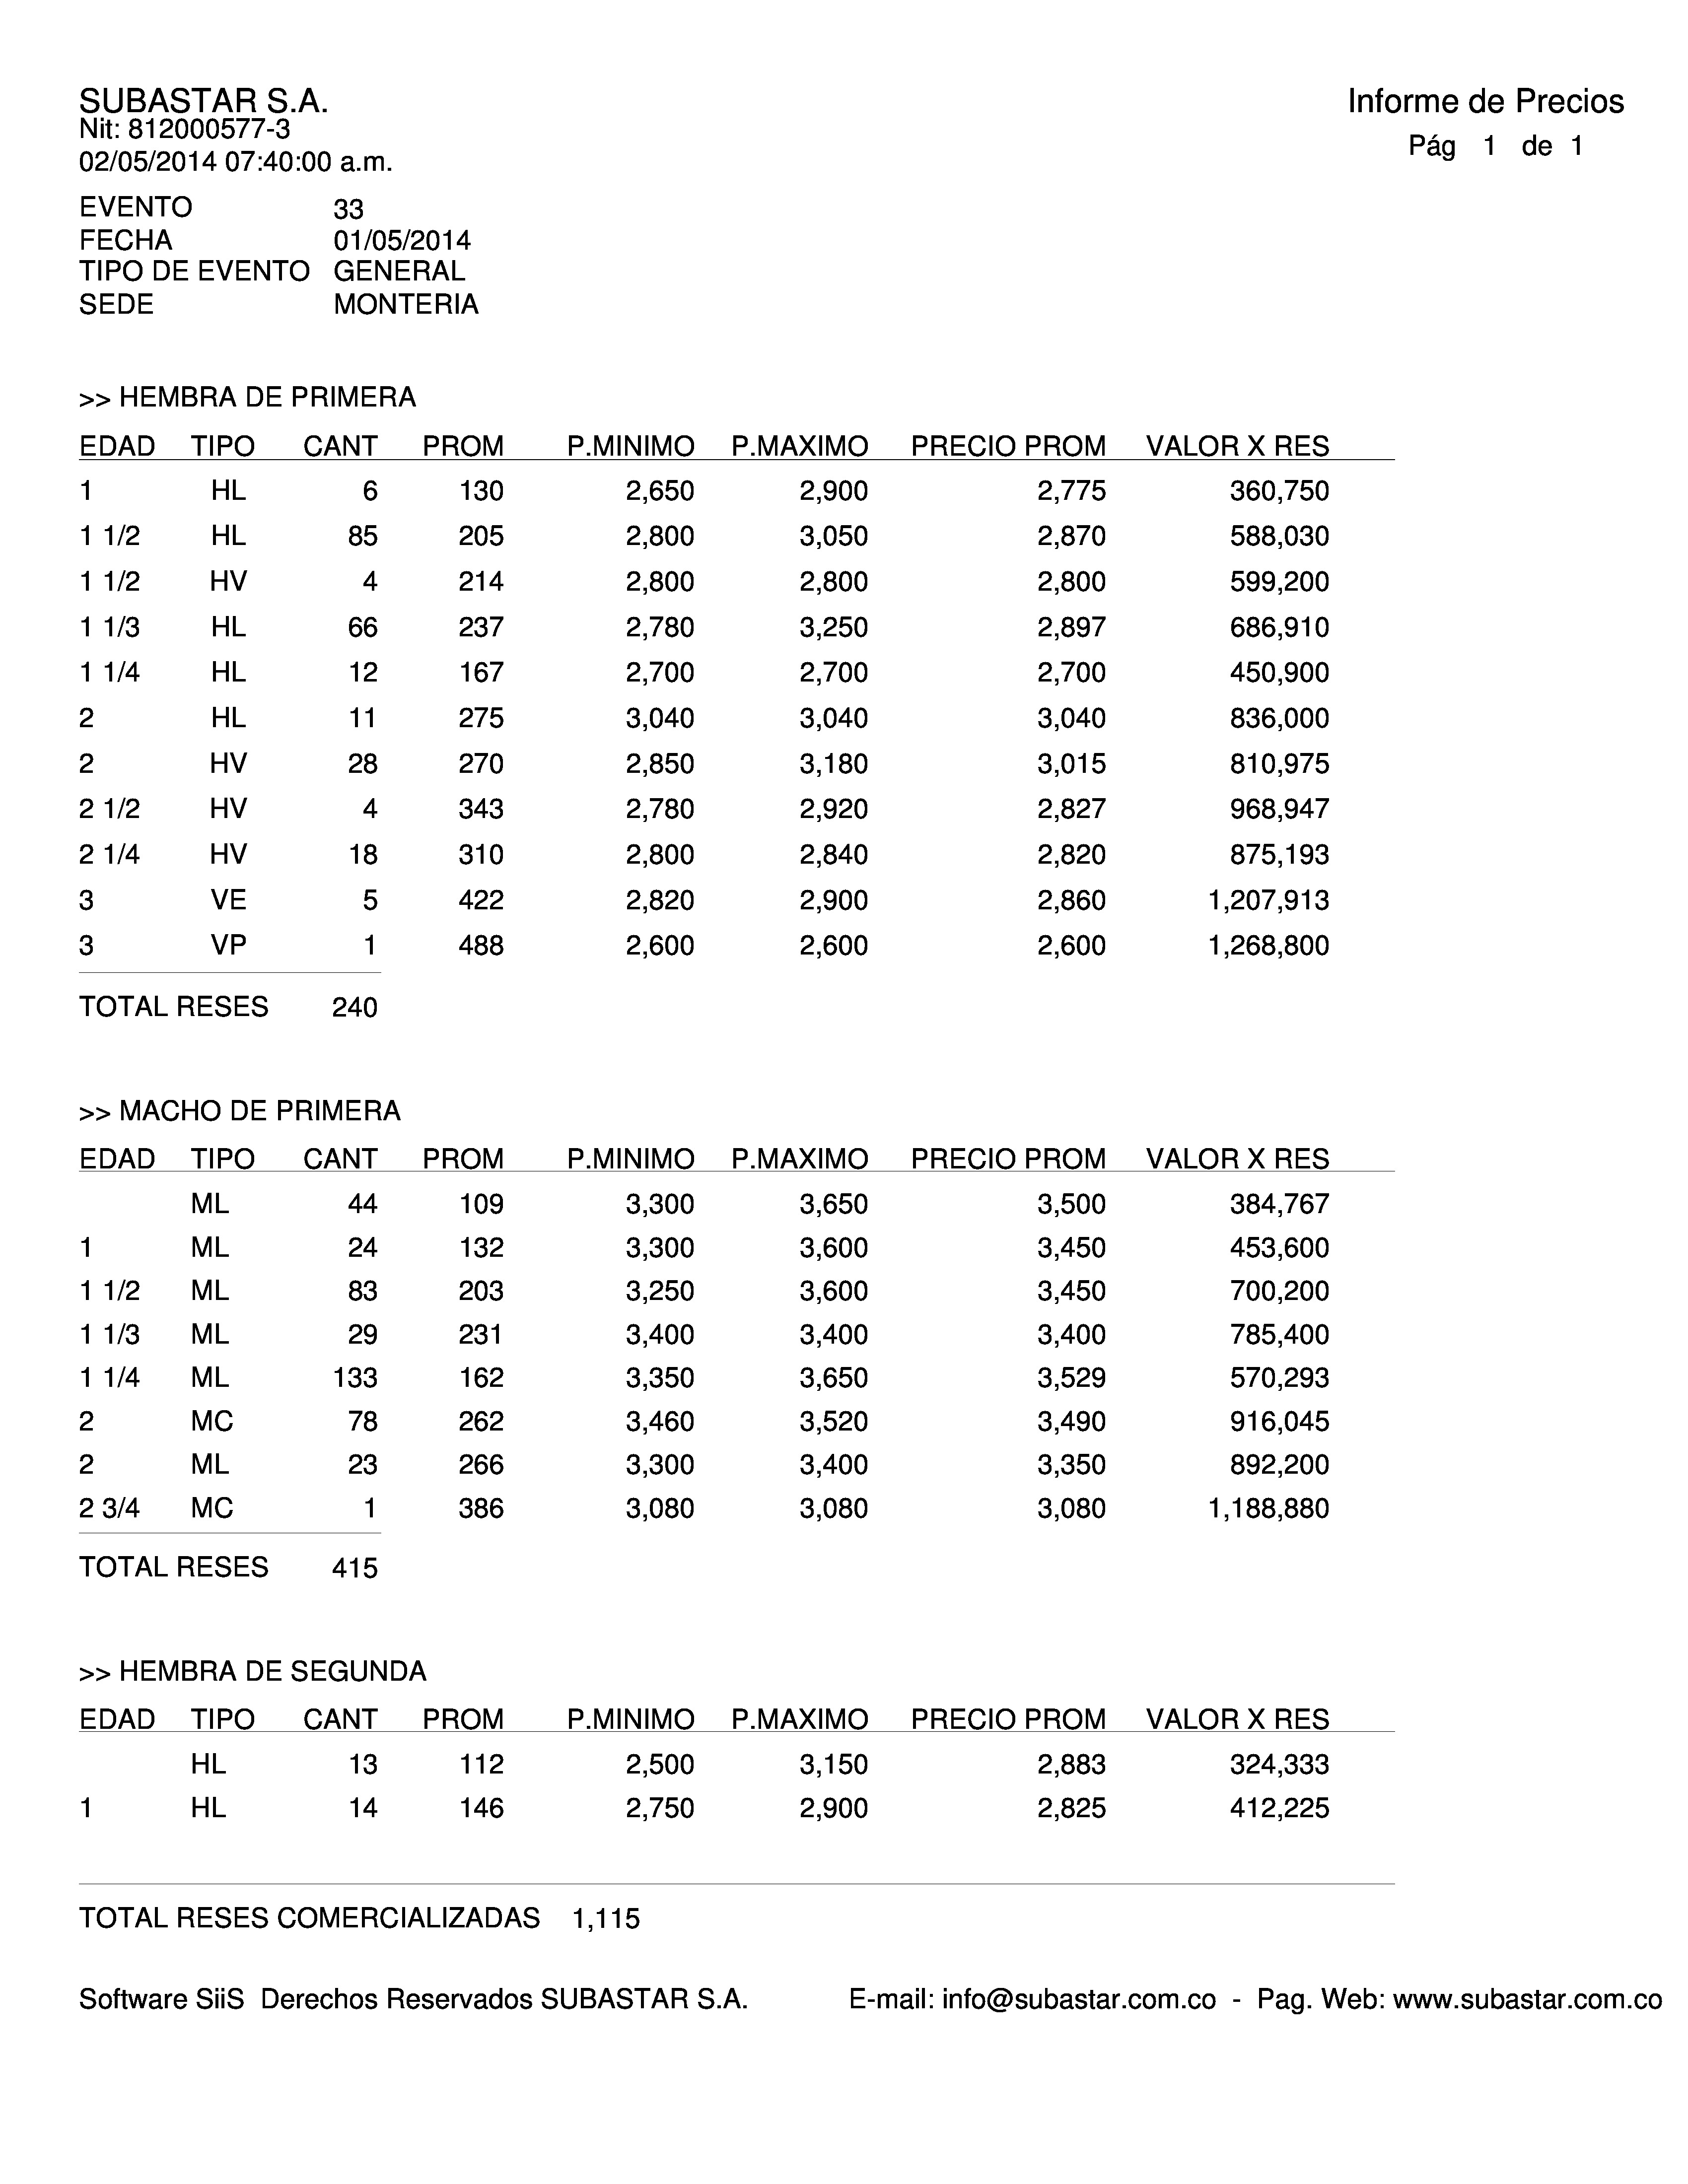 SUBASTAR S.A.
Nit: 812000577-3
02/05/2014 07:40:00 a.m.
Informe de Precios
Pág 1 de 1
EVENTO 33
FECHA 01/05/2014
TIPO DE EVENTO GENERAL
SEDE MONTERIA
>> HEMBRA DE PRIMERA
EDAD TIPO CANT PROM P.MINIMO P.MAXIMO PRECIO PROM VALOR X RES
1 HL 6 130 2,650 2,900 2,775 360,750
1 1/2 HL 85 205 2,800 3,050 2,870 588,030
1 1/2 HV 4 214 2,800 2,800 2,800 599,200
1 1/3 HL 66 237 2,780 3,250 2,897 686,910
1 1/4 HL 12 167 2,700 2,700 2,700 450,900
2 HL 11 275 3,040 3,040 3,040 836,000
2 HV 28 270 2,850 3,180 3,015 810,975
2 1/2 HV 4 343 2,780 2,920 2,827 968,947
2 1/4 HV 18 310 2,800 2,840 2,820 875,193
3 VE 5 422 2,820 2,900 2,860 1,207,913
3 VP 1 488 2,600 2,600 2,600 1,268,800
TOTAL RESES 240
>> MACHO DE PRIMERA
EDAD TIPO CANT PROM P.MINIMO P.MAXIMO PRECIO PROM VALOR X RES
ML 44 109 3,300 3,650 3,500 384,767
1 ML 24 132 3,300 3,600 3,450 453,600
1 1/2 ML 83 203 3,250 3,600 3,450 700,200
1 1/3 ML 29 231 3,400 3,400 3,400 785,400
1 1/4 ML 133 162 3,350 3,650 3,529 570,293
2 MC 78 262 3,460 3,520 3,490 916,045
2 ML 23 266 3,300 3,400 3,350 892,200
2 3/4 MC 1 386 3,080 3,080 3,080 1,188,880
TOTAL RESES 415
>> HEMBRA DE SEGUNDA
EDAD TIPO CANT PROM P.MINIMO P.MAXIMO PRECIO PROM VALOR X RES
HL 13 112 2,500 3,150 2,883 324,333
1 HL 14 146 2,750 2,900 2,825 412,225
TOTAL RESES COMERCIALIZADAS 1,115
Software SiiS Derechos Reservados SUBASTAR S.A. E-mail: info@subastar.com.co - Pag. Web: www.subastar.com.co